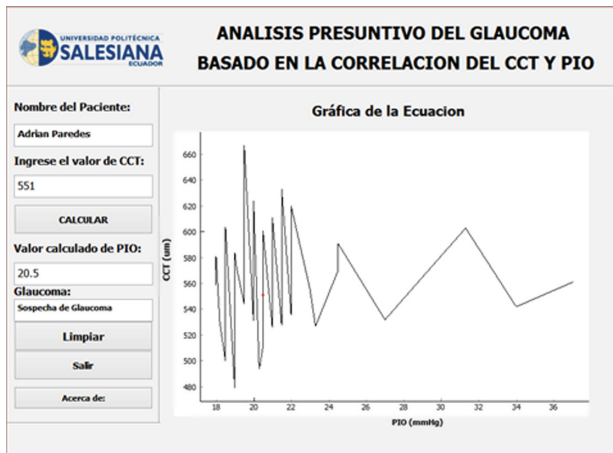 UNIVERSIDAD POLITÉCNICA
SALESIANA
ECUADOR
ANALISIS PRESUNTIVO DEL GLAUCOMA
BASADO EN LA CORRELACION DEL CCT Y PIO
Nombre del Paciente:
Adrian Paredes
Ingrese el valor de CCT:
551
CALCULAR
Valor calculado de PIO:
20.5
Glaucoma:
Sospecha de Glaucoma
Limpiar
Salir
Acerca de:
Gráfica de la Ecuacion
CCT (um)
660
640
620
600
580
560
540
520
500
480
18 20 22 24 26 28 30 32 34 36
PIO (mmHg)